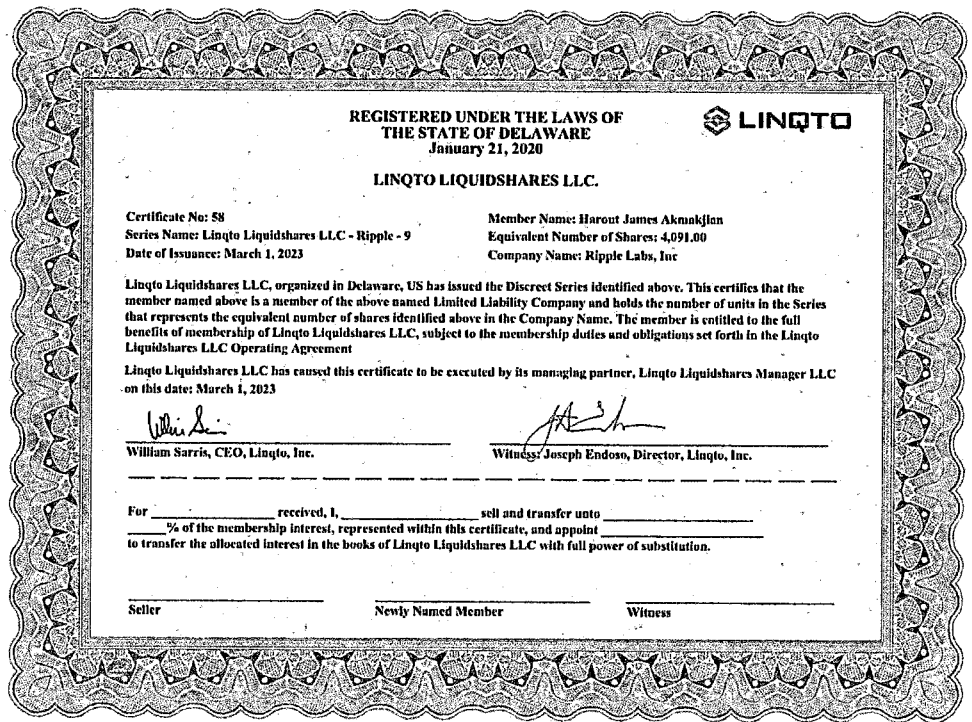 REGISTERED UNDER THE LAWS OF
THE STATE OF DELAWARE
January 21, 2020
LINQTO
LINQTO LIQUIDSHARES LLC.
Certificate No: 58
Series Name: Linqto Liquidshares LLC - Ripple - 9
Date of Issuance: March 1, 2023
Member Name: Harout James Akmakjian
Equivalent Number of Shares: 4,091.00
Company Name: Ripple Labs, Inc
Linqto Liquidshares LLC, organized in Delaware, US has issued the Discrect Series identified above. This certifies that the
member named above is a member of the above named Limited Liability Company and holds the number of units in the Series
that represents the equivalent number of shares identified above in the Company Name. The member is entitled to the full
benefits of membership of Linqto Liquidshares LLC, subject to the membership duties and obligations set forth in the Linqto
Liquidshares LLC Operating Agreement
Linqto Liquidshares LLC has caused this certificate to be executed by its managing partner, Linqto Liquidshares Manager LLC
on this date: March 1, 2023
William Sarris, CEO, Linqto, Inc.
Witness: Joseph Endoso, Director, Linqto, Inc.
For ____________ received, I, ____________________ sell and transfer unto ______________________
_____% of the membership interest, represented within this certificate, and appoint ______________________
to transfer the allocated interest in the books of Linqto Liquidshares LLC with full power of substitution.
Seller
Newly Named Member
Witness